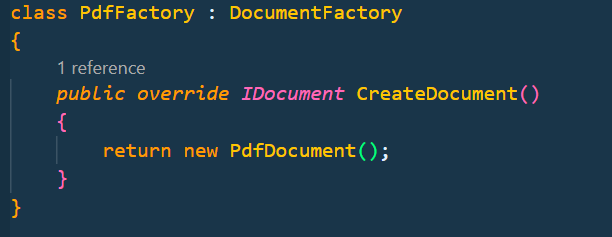 class PdfFactory : DocumentFactory
{
1 reference
public override IDocument CreateDocument()
{
return new PdfDocument();
}
}